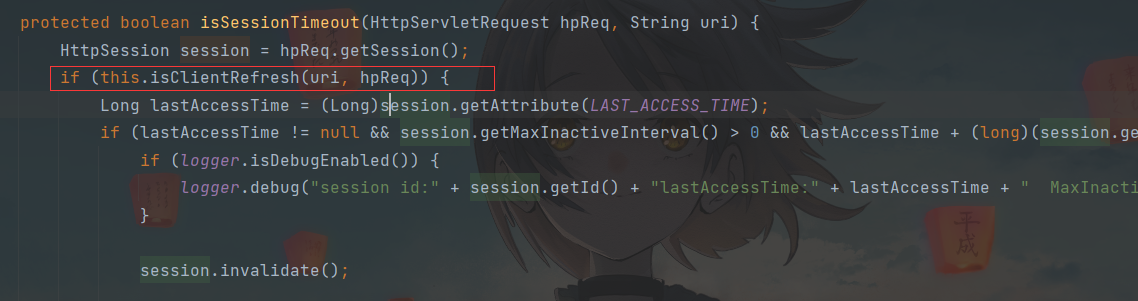 protected boolean isSessionTimeout(HttpServletRequest hpReq, String uri) {
HttpSession session = hpReq.getSession();
if (this.isClientRefresh(uri, hpReq)) {
Long lastAccessTime = (Long)session.getAttribute(LAST_ACCESS_TIME);
if (lastAccessTime != null && session.getMaxInactiveInterval() > 0 && lastAccessTime + (long)(session.ge
if (logger.isDebugEnabled()) {
logger.debug("session id:" + session.getId() + "lastAccessTime:" + lastAccessTime + "  MaxInacti
}
session.invalidate();
平成